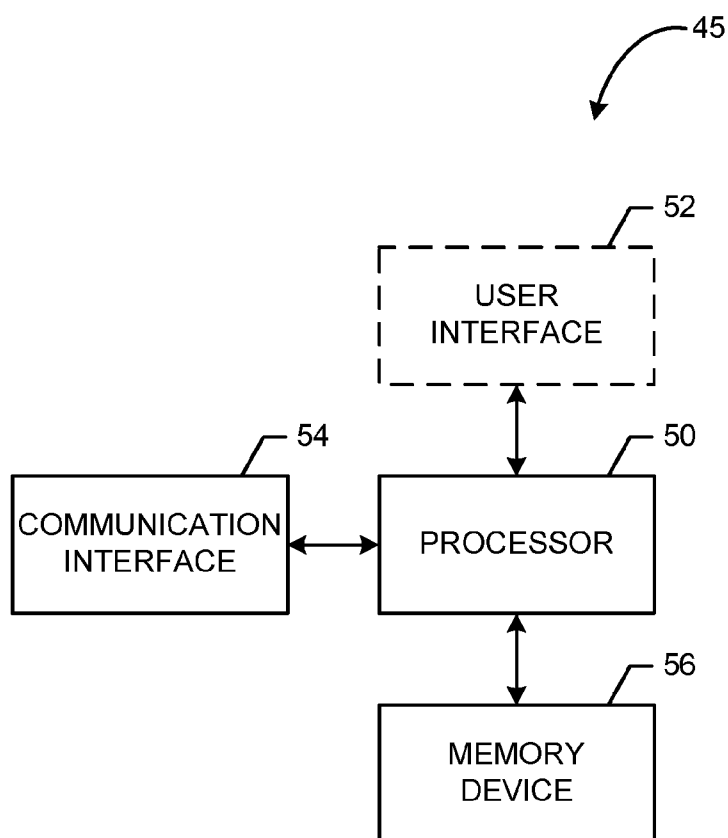 45
52
USER
INTERFACE
54
50
COMMUNICATION
INTERFACE
PROCESSOR
56
MEMORY
DEVICE